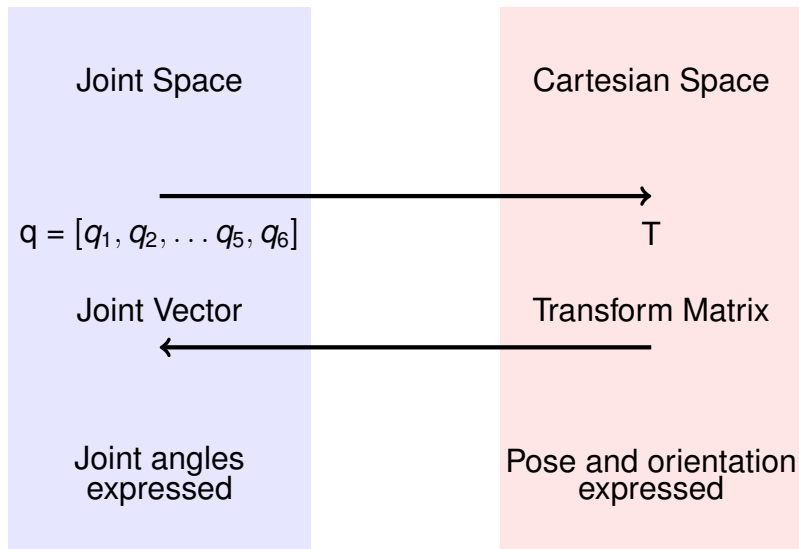 Joint Space
Cartesian Space
q = [q₁, q₂, . . . q₅, q₆]
T
Joint Vector
Transform Matrix
Joint angles
expressed
Pose and orientation
expressed